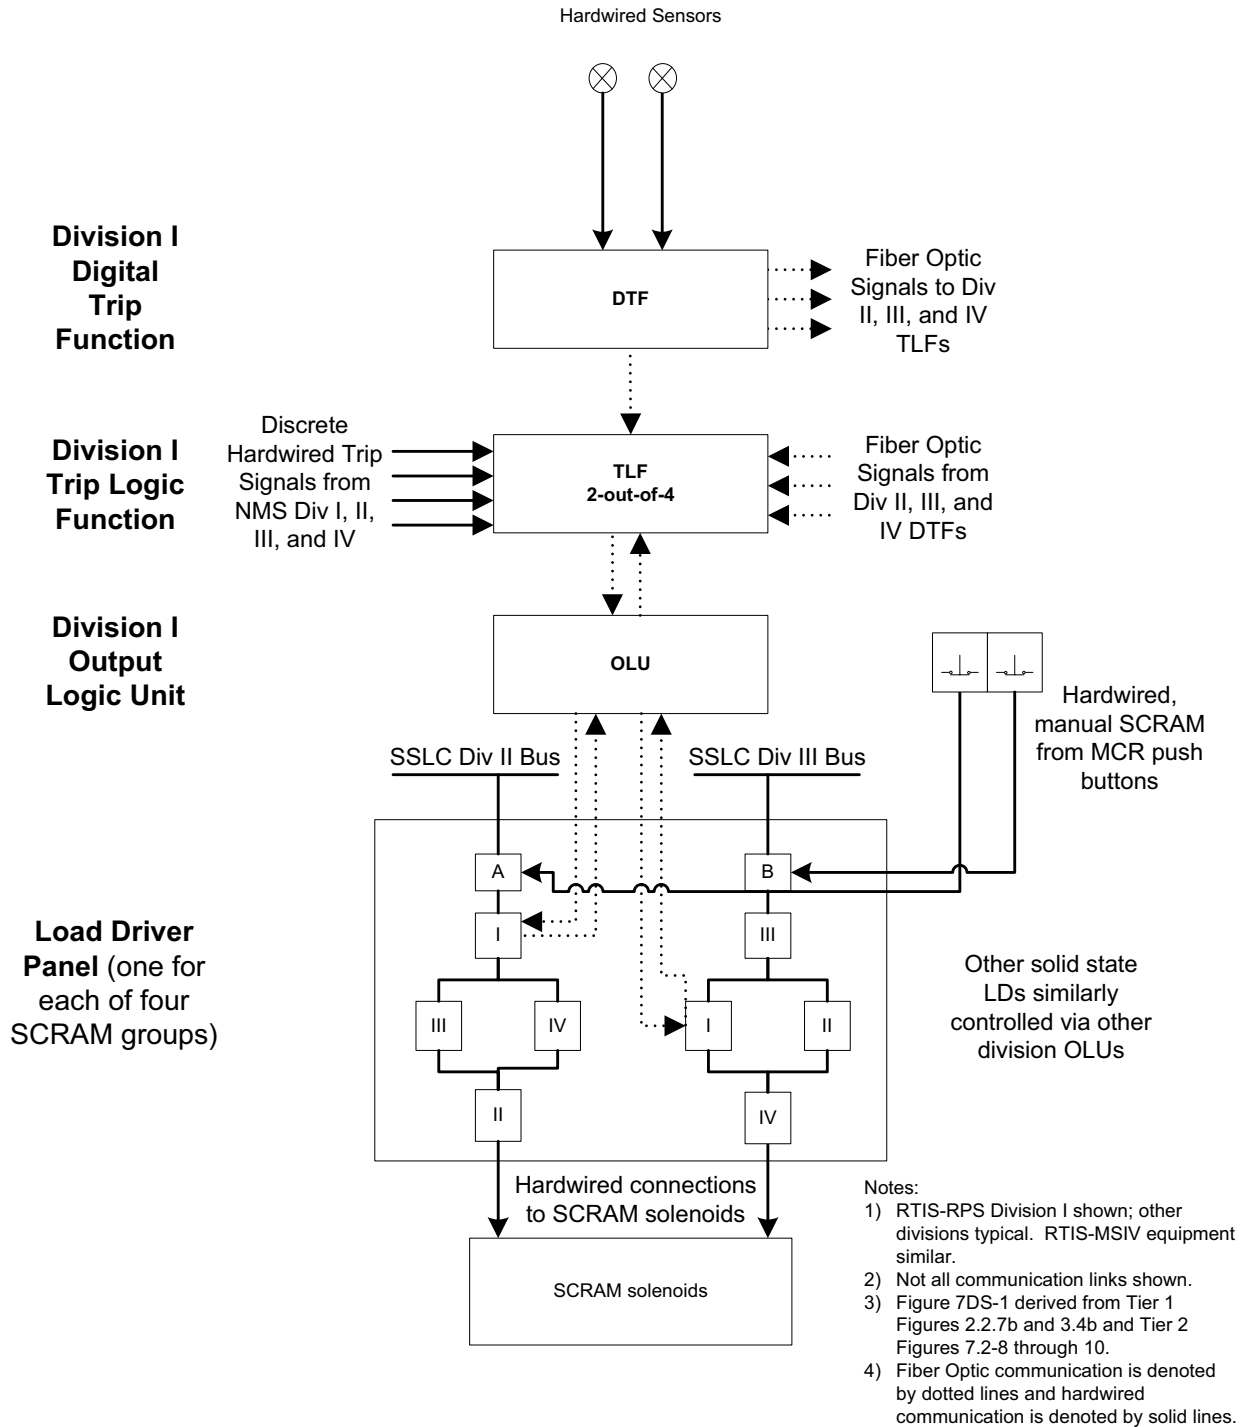 Hardwired Sensors
Division I
Digital
Trip
Function
DTF
Fiber Optic
Signals to Div
II, III, and IV
TLFs
Division I
Trip Logic
Function
Discrete
Hardwired Trip
Signals from
NMS Div I, II,
III, and IV
TLF
2-out-of-4
Fiber Optic
Signals from
Div II, III, and
IV DTFs
Division I
Output
Logic Unit
OLU
Hardwired,
manual SCRAM
from MCR push
buttons
SSLC Div II Bus
SSLC Div III Bus
Load Driver
Panel (one for
each of four
SCRAM groups)
A
B
I
III
III
IV
I
II
II
IV
Other solid state
LDs similarly
controlled via other
division OLUs
Hardwired connections
to SCRAM solenoids
SCRAM solenoids
Notes:
1) RTIS-RPS Division I shown; other
divisions typical. RTIS-MSIV equipment
similar.
2) Not all communication links shown.
3) Figure 7DS-1 derived from Tier 1
Figures 2.2.7b and 3.4b and Tier 2
Figures 7.2-8 through 10.
4) Fiber Optic communication is denoted
by dotted lines and hardwired
communication is denoted by solid lines.